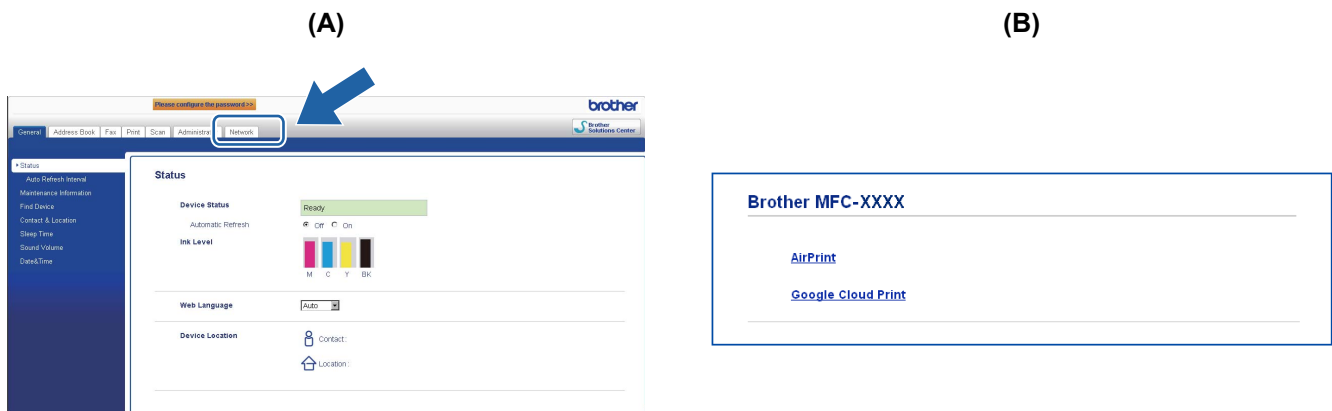 (A)
(B)
Please configure the password >>
brother
General Address Book Fax Print Scan Administrator Network
Brother
Solutions Center
Status
Auto Refresh Interval
Maintenance Information
Find Device
Contact & Location
Sleep Time
Sound Volume
Date&Time
Status
Device Status Ready
Automatic Refresh Off On
Ink Level
M C Y BK
Web Language Auto
Device Location Contact :
Location :
Brother MFC-XXXX
AirPrint
Google Cloud Print